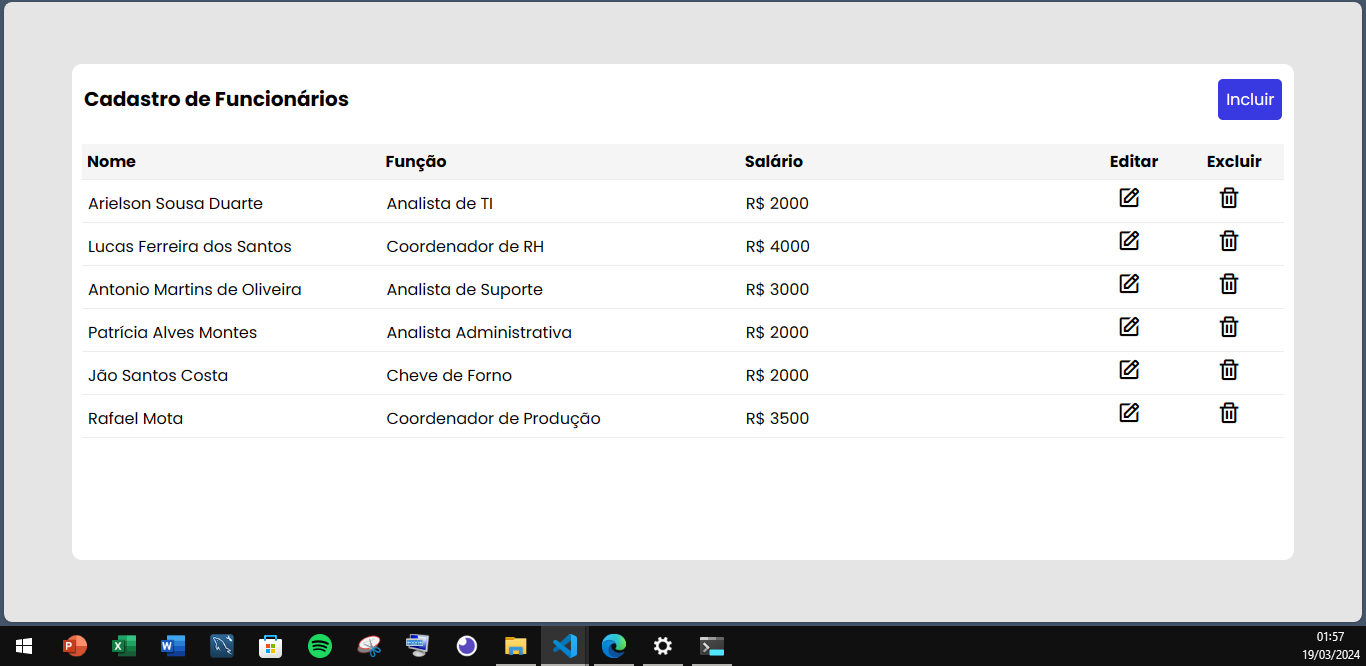 Cadastro de Funcionários
Incluir
Nome Função Salário Editar Excluir
Arielson Sousa Duarte Analista de TI R$ 2000
Lucas Ferreira dos Santos Coordenador de RH R$ 4000
Antonio Martins de Oliveira Analista de Suporte R$ 3000
Patrícia Alves Montes Analista Administrativa R$ 2000
Jão Santos Costa Cheve de Forno R$ 2000
Rafael Mota Coordenador de Produção R$ 3500
01:57
19/03/2024